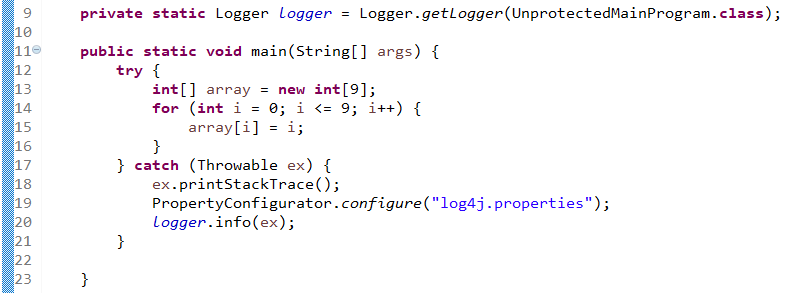 9 private static Logger logger = Logger.getLogger(UnprotectedMainProgram.class);
10
11 public static void main(String[] args) {
12 try {
13 int[] array = new int[9];
14 for (int i = 0; i <= 9; i++) {
15 array[i] = i;
16 }
17 } catch (Throwable ex) {
18 ex.printStackTrace();
19 PropertyConfigurator.configure("log4j.properties");
20 logger.info(ex);
21 }
22
23 }